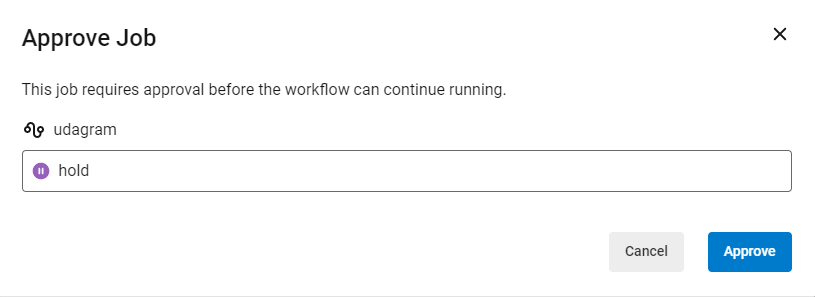 Approve Job
This job requires approval before the workflow can continue running.
udagram
hold
Cancel Approve